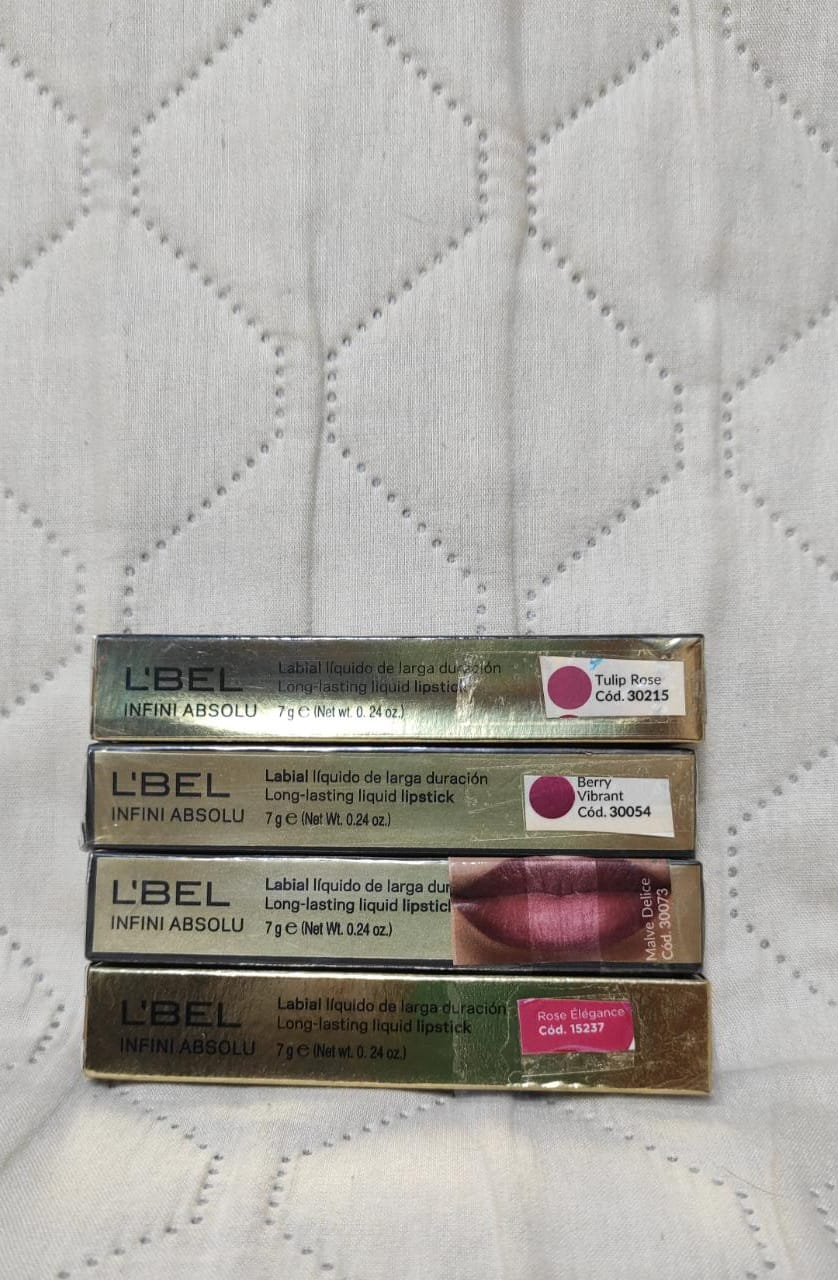 L'BEL
INFINI ABSOLU
Labial líquido de larga duración
Long-lasting liquid lipstick
7 g e (Net wt. 0. 24 oz.)
Tulip Rose
Cód. 30215
L'BEL
INFINI ABSOLU
Labial líquido de larga duración
Long-lasting liquid lipstick
7 g e (Net Wt. 0.24 oz.)
Berry
Vibrant
Cód. 30054
L'BEL
INFINI ABSOLU
Labial líquido de larga dur
Long-lasting liquid lipsticl
7 g e (Net Wt. 0.24 oz.)
Malve Delice
Cód. 30073
L'BEL
INFINI ABSOLU
Labial líquido de larga duración
Long-lasting liquid lipstick
7 g e (Net wt. 0. 24 oz.)
Rose Élégance
Cód. 15237